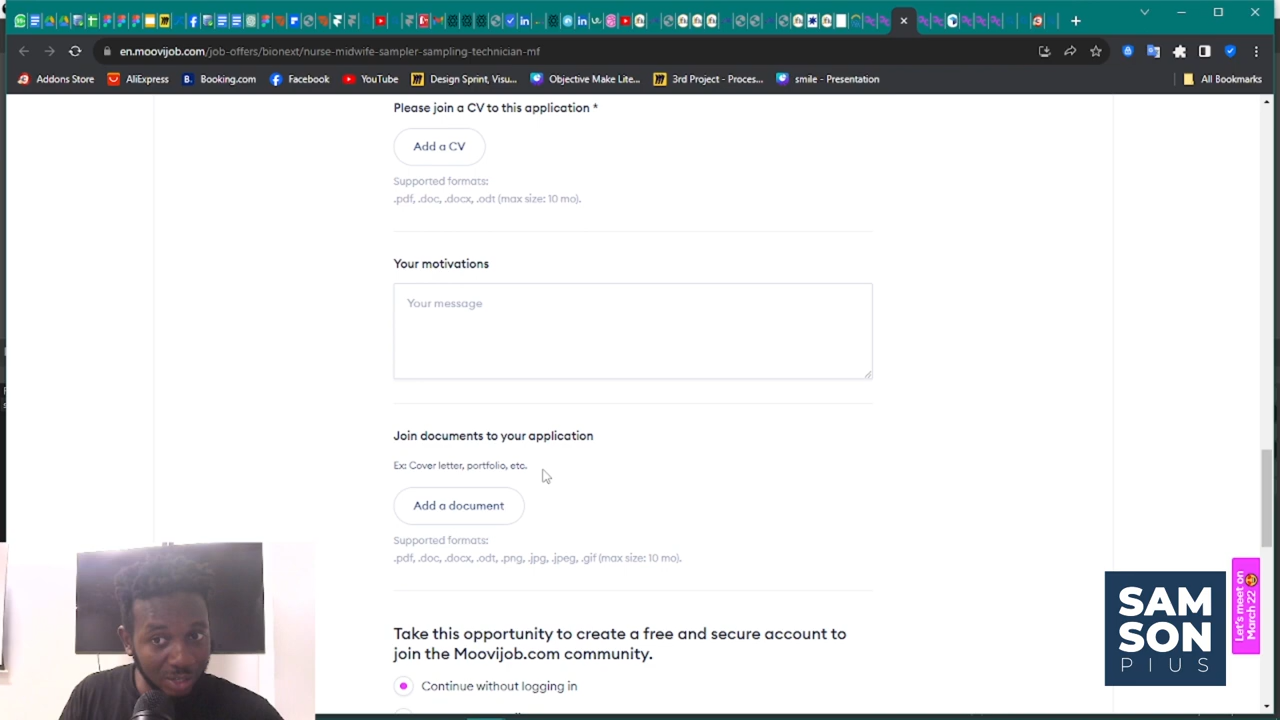 en.moovijob.com/job-offers/bionext/nurse-midwife-sampler-sampling-technician-mf
Addons Store
AliExpress
Booking.com
Facebook
YouTube
Design Sprint, Visu...
Objective Make Lite...
3rd Project - Proces...
smile - Presentation
All Bookmarks
Please join a CV to this application *
Add a CV
Supported formats:
.pdf, .doc, .docx, .odt (max size: 10 mo).
Your motivations
Your message
Join documents to your application
Ex: Cover letter, portfolio, etc.
Add a document
Supported formats:
.pdf, .doc, .docx, .odt, .png, .jpg, .jpeg, .gif (max size: 10 mo).
Take this opportunity to create a free and secure account to
join the Moovijob.com community.
Continue without logging in
Let's meet on
March 22
SAM
SON
PIUS